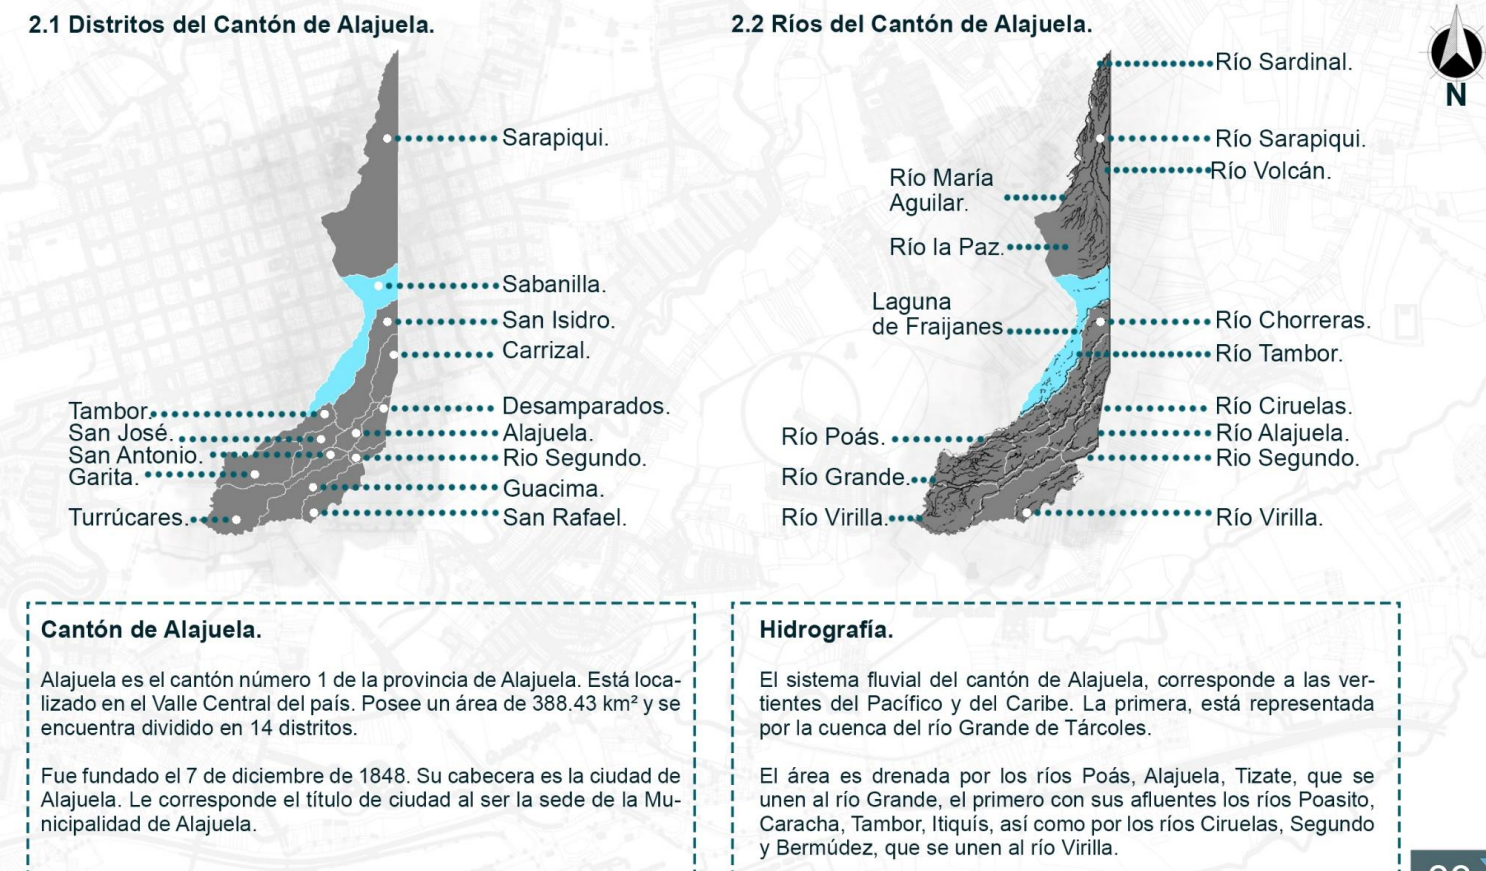 2.1 Distritos del Cantón de Alajuela.
Sarapiqui.
Sabanilla.
San Isidro.
Carrizal.
Tambor.
San José.
San Antonio.
Garita.
Turrúcares.
Desamparados.
Alajuela.
Rio Segundo.
Guacima.
San Rafael.
2.2 Ríos del Cantón de Alajuela.
N
Río Sardinal.
Río Sarapiqui.
Río Volcán.
Río María
Aguilar.
Río la Paz.
Laguna
de Fraijanes.
Río Chorreras.
Río Tambor.
Río Poás.
Río Grande.
Río Virilla.
Río Ciruelas.
Río Alajuela.
Rio Segundo.
Río Virilla.
Cantón de Alajuela.
Alajuela es el cantón número 1 de la provincia de Alajuela. Está loca-
lizado en el Valle Central del país. Posee un área de 388.43 km² y se
encuentra dividido en 14 distritos.
Fue fundado el 7 de diciembre de 1848. Su cabecera es la ciudad de
Alajuela. Le corresponde el título de ciudad al ser la sede de la Mu-
nicipalidad de Alajuela.
Hidrografía.
El sistema fluvial del cantón de Alajuela, corresponde a las ver-
tientes del Pacífico y del Caribe. La primera, está representada
por la cuenca del río Grande de Tárcoles.
El área es drenada por los ríos Poás, Alajuela, Tizate, que se
unen al río Grande, el primero con sus afluentes los ríos Poasito,
Caracha, Tambor, Itiquís, así como por los ríos Ciruelas, Segundo
y Bermúdez, que se unen al río Virilla.